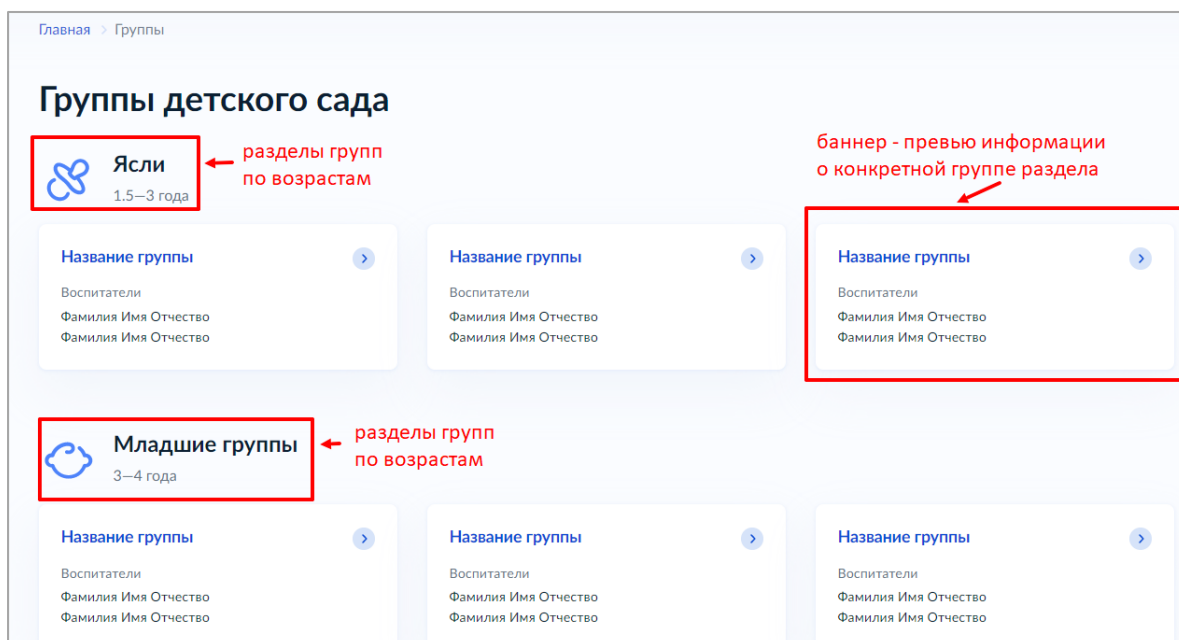 Главная > Группы
Группы детского сада
Ясли
1.5—3 года
разделы групп
по возрастам
баннер - превью информации
о конкретной группе раздела
Название группы
Воспитатели
Фамилия Имя Отчество
Фамилия Имя Отчество
Название группы
Воспитатели
Фамилия Имя Отчество
Фамилия Имя Отчество
Название группы
Воспитатели
Фамилия Имя Отчество
Фамилия Имя Отчество
Младшие группы
3—4 года
разделы групп
по возрастам
Название группы
Воспитатели
Фамилия Имя Отчество
Фамилия Имя Отчество
Название группы
Воспитатели
Фамилия Имя Отчество
Фамилия Имя Отчество
Название группы
Воспитатели
Фамилия Имя Отчество
Фамилия Имя Отчество